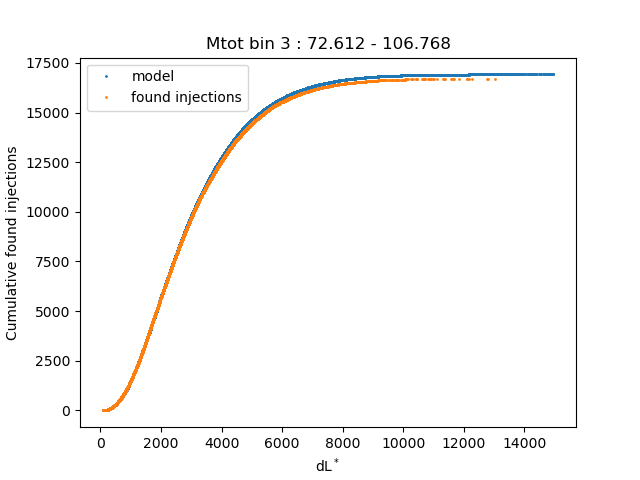 Mtot bin 3 : 72.612 - 106.768
model
found injections
Cumulative found injections
17500
15000
12500
10000
7500
5000
2500
0
0 2000 4000 6000 8000 10000 12000 14000
dL*